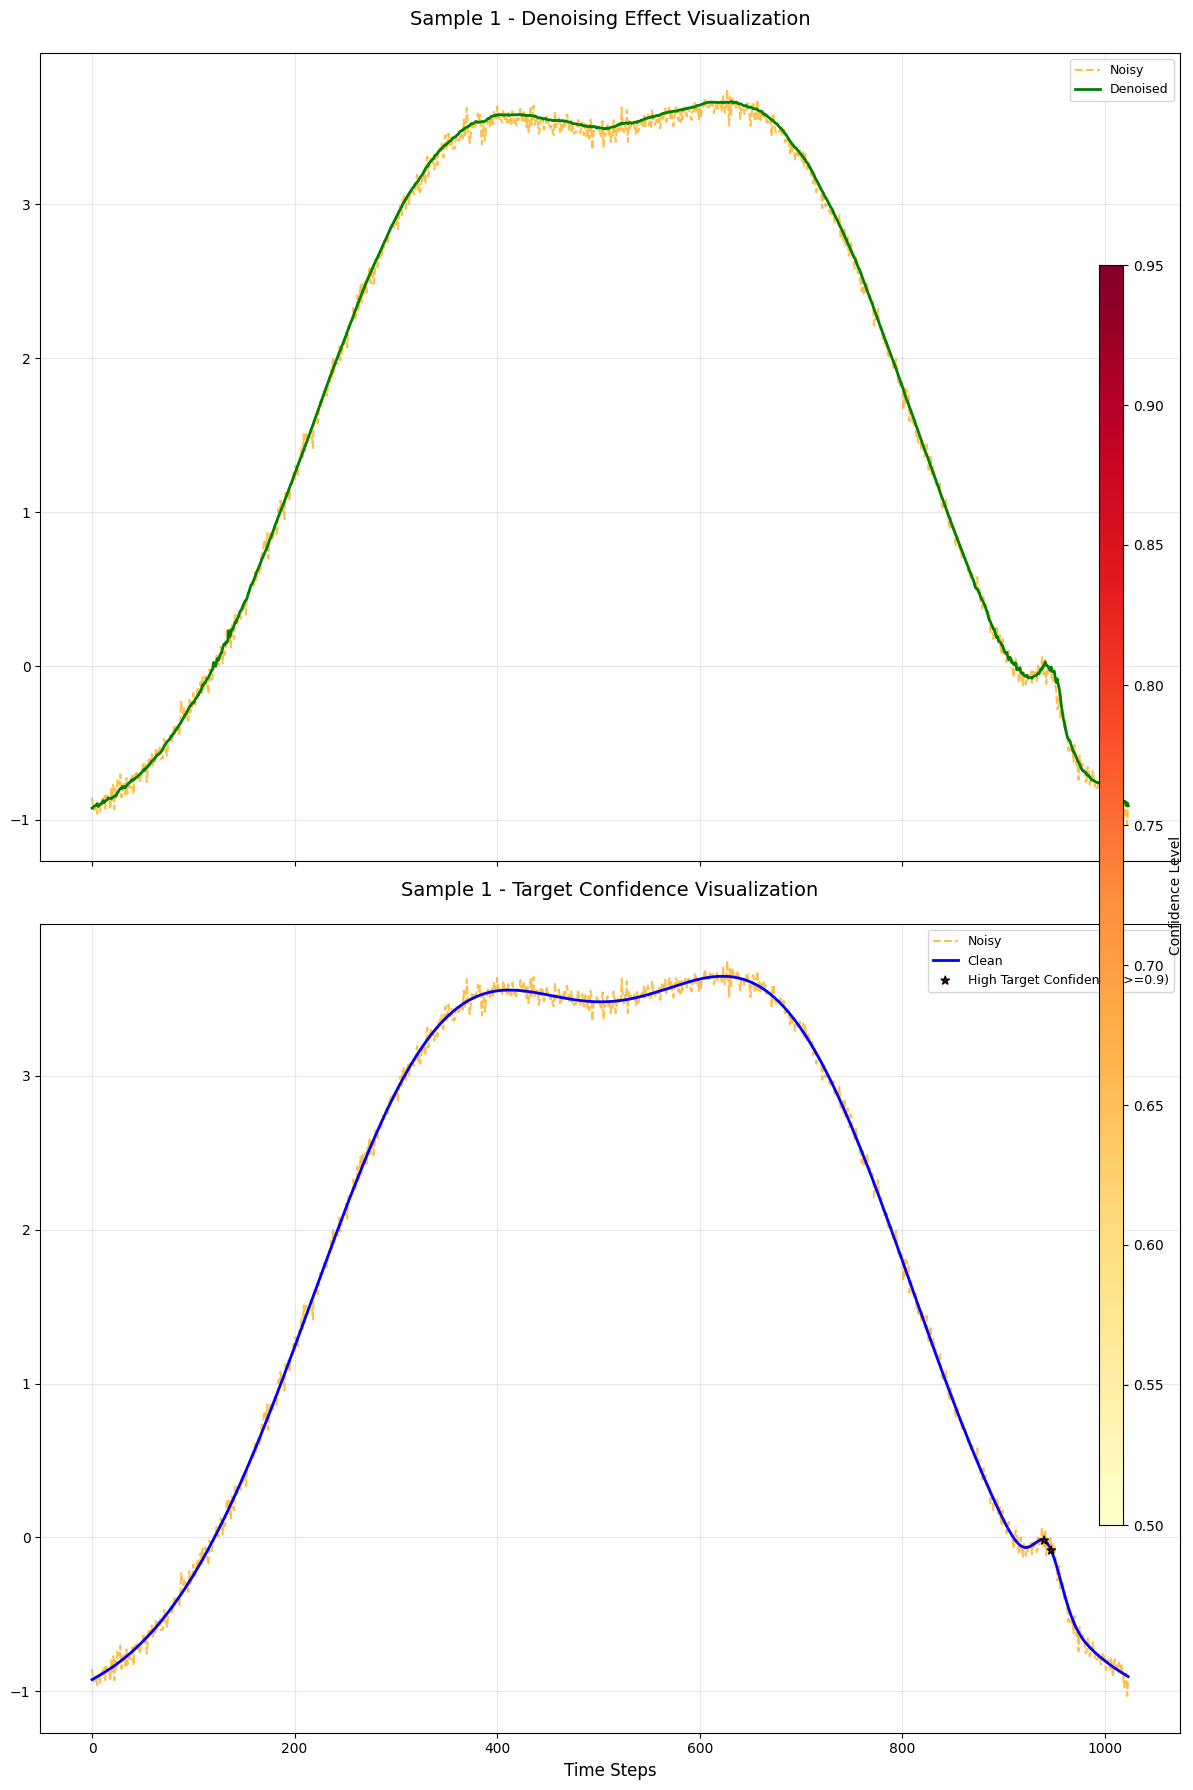 Sample 1 - Denoising Effect Visualization
Noisy
Denoised
3
2
1
0
−1
0.95
0.90
0.85
0.80
0.75
0.70
0.65
0.60
0.55
0.50
Confidence Level
Sample 1 - Target Confidence Visualization
Noisy
Clean
High Target Confiden >=0.9)
3
2
1
0
−1
0 200 400 600 800 1000
Time Steps